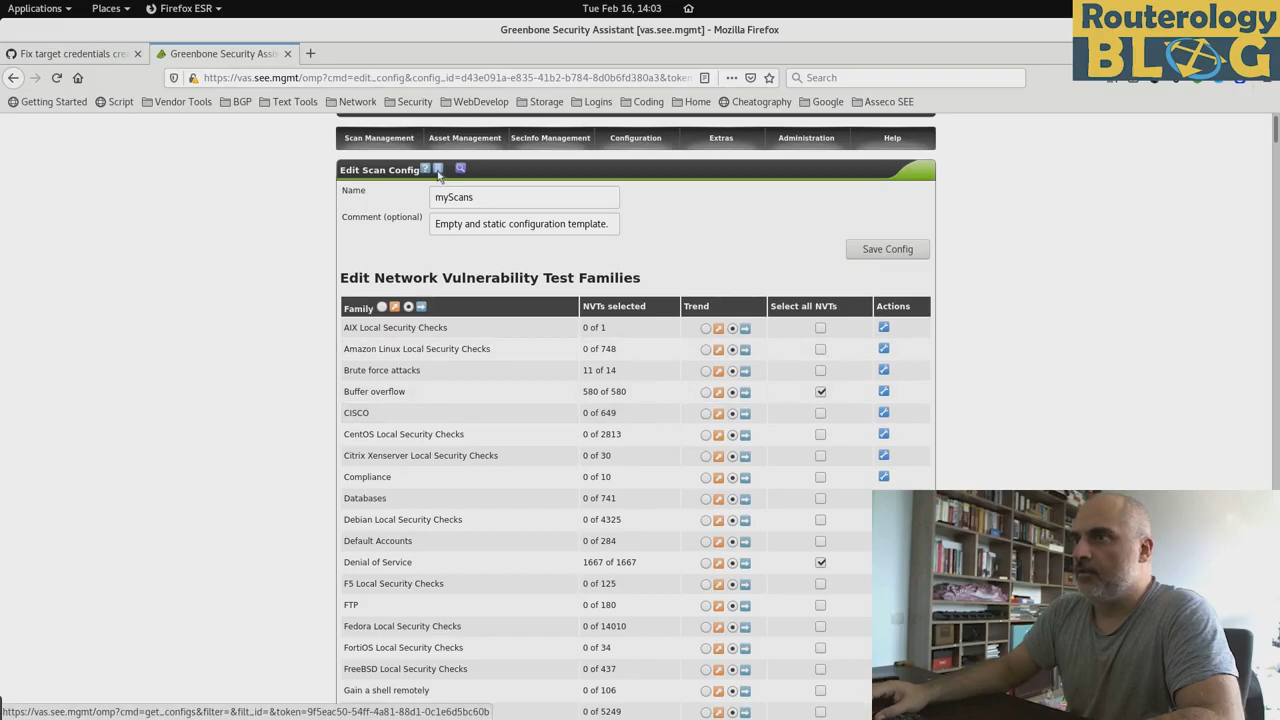 Applications
Places
Firefox ESR
Tue Feb 16, 14:03
Greenbone Security Assistant [vas.see.mgmt] - Mozilla Firefox
Routerology
BLOG
Fix target credentials cre
Greenbone Security Assi
https://vas.see.mgmt/omp?cmd=edit_config&config_id=d43e091a-e835-41b2-b784-8d0b6fd380a3&token
Search
Getting Started
Script
Vendor Tools
BGP
Text Tools
Network
Security
WebDevelop
Storage
Logins
Coding
Home
Cheatography
Google
Asseco SEE
Scan Management
Asset Management
SecInfo Management
Configuration
Extras
Administration
Help
Edit Scan Config
Name
myScans
Comment (optional)
Empty and static configuration template.
Save Config
Edit Network Vulnerability Test Families
Family NVTs selected Trend Select all NVTs Actions
AIX Local Security Checks 0 of 1
Amazon Linux Local Security Checks 0 of 748
Brute force attacks 11 of 14
Buffer overflow 580 of 580
CISCO 0 of 649
CentOS Local Security Checks 0 of 2813
Citrix Xenserver Local Security Checks 0 of 30
Compliance 0 of 10
Databases 0 of 741
Debian Local Security Checks 0 of 4325
Default Accounts 0 of 284
Denial of Service 1667 of 1667
F5 Local Security Checks 0 of 125
FTP 0 of 180
Fedora Local Security Checks 0 of 14010
FortiOS Local Security Checks 0 of 34
FreeBSD Local Security Checks 0 of 437
Gain a shell remotely 0 of 106
0 of 5249
https://vas.see.mgmt/omp?cmd=get_configs&filter=&filt_id=&token=9f5eac50-54ff-4a81-88d1-0c1e6d5bc60b